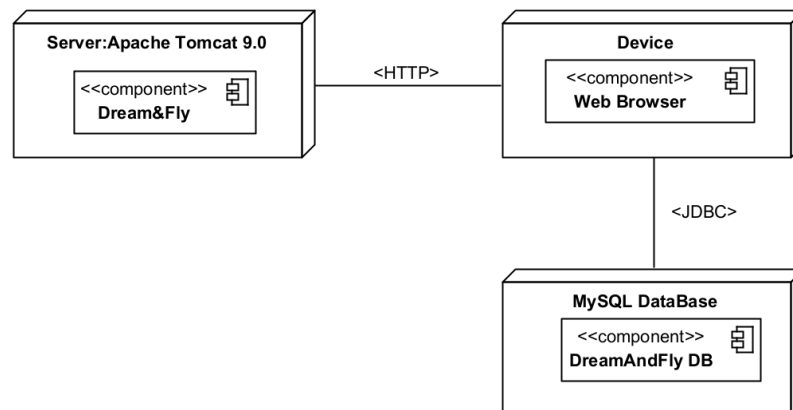 Server:Apache Tomcat 9.0
<<component>>
Dream&Fly
<HTTP>
Device
<<component>>
Web Browser
<JDBC>
MySQL DataBase
<<component>>
DreamAndFly DB